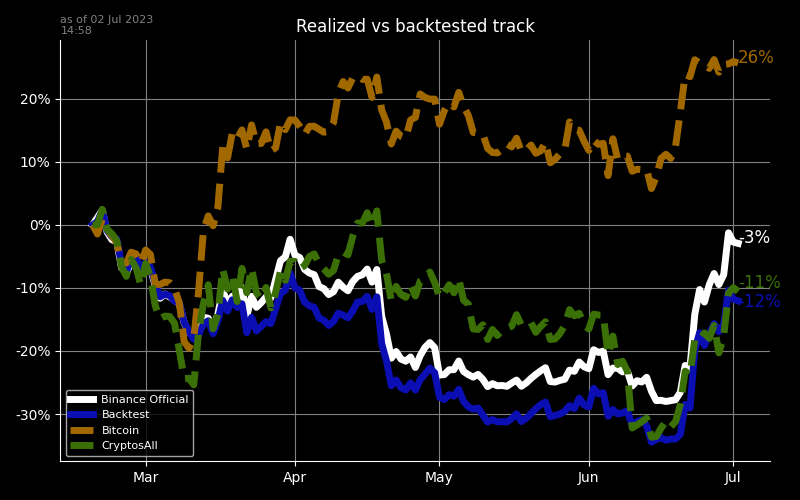 as of 02 Jul 2023
14:58
Realized vs backtested track
20%
10%
0%
-10%
-20%
-30%
26%
-3%
-11%
-12%
Binance Official
Backtest
Bitcoin
CryptosAll
Mar
Apr
May
Jun
Jul